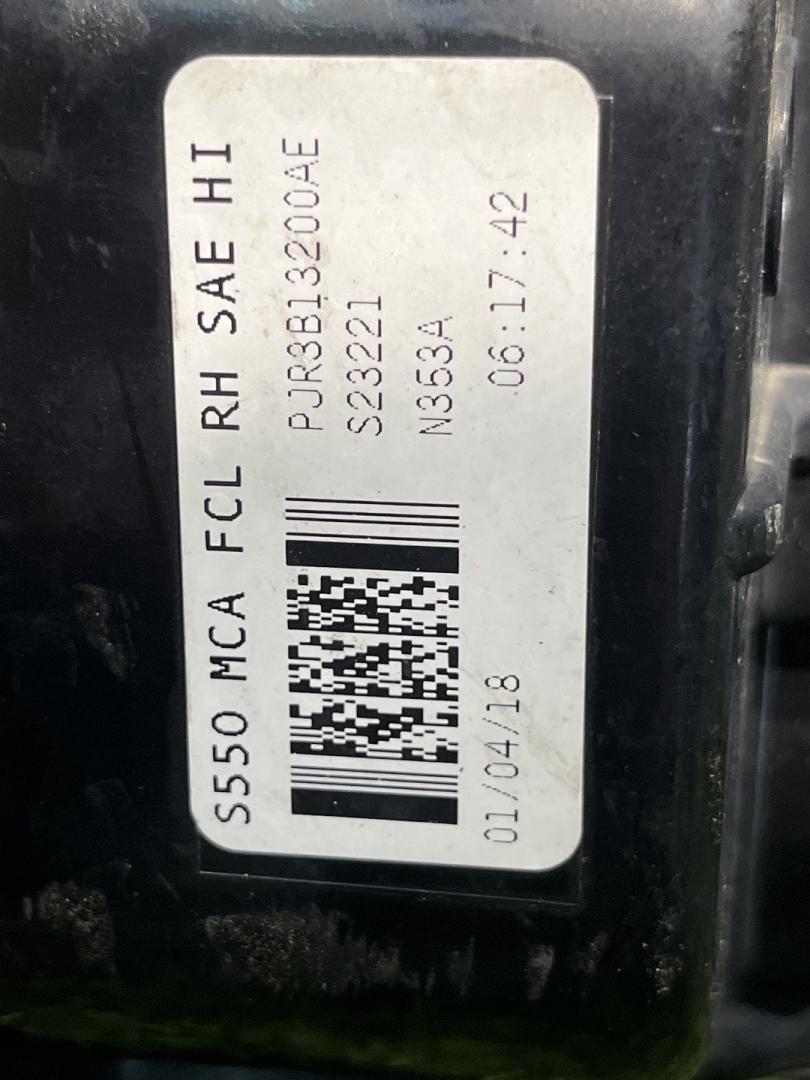 S550 MCA FCL RH SAE HI
PJR3B13200AE
S23221
N353A
01/04/18 06:17:42